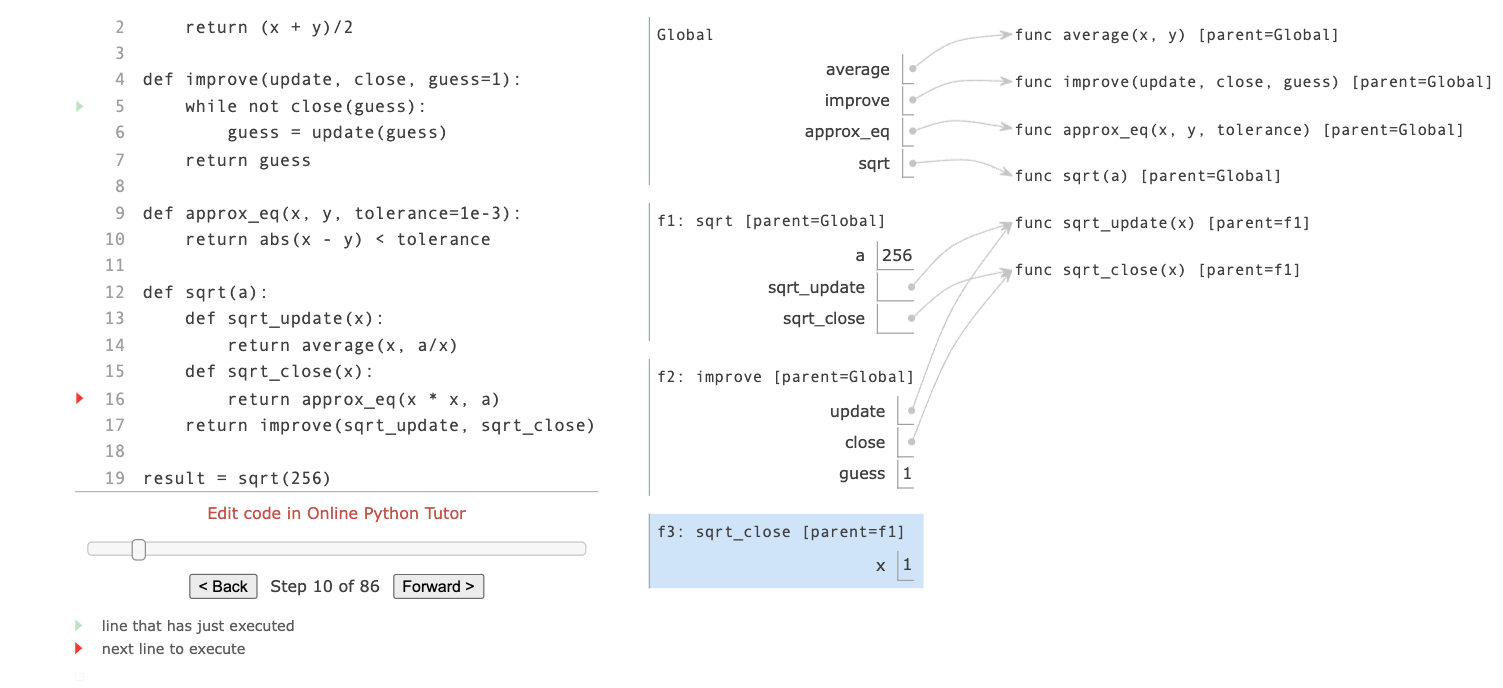 2 return (x + y)/2
3
4 def improve(update, close, guess=1):
5 while not close(guess):
6 guess = update(guess)
7 return guess
8
9 def approx_eq(x, y, tolerance=1e-3):
10 return abs(x - y) < tolerance
11
12 def sqrt(a):
13 def sqrt_update(x):
14 return average(x, a/x)
15 def sqrt_close(x):
16 return approx_eq(x * x, a)
17 return improve(sqrt_update, sqrt_close)
18
19 result = sqrt(256)
Edit code in Online Python Tutor
< Back Step 10 of 86 Forward >
line that has just executed
next line to execute
Global
average
improve
approx_eq
sqrt
func average(x, y) [parent=Global]
func improve(update, close, guess) [parent=Global]
func approx_eq(x, y, tolerance) [parent=Global]
func sqrt(a) [parent=Global]
func sqrt_update(x) [parent=f1]
func sqrt_close(x) [parent=f1]
f1: sqrt [parent=Global]
a 256
sqrt_update
sqrt_close
f2: improve [parent=Global]
update
close
guess 1
f3: sqrt_close [parent=f1]
x 1